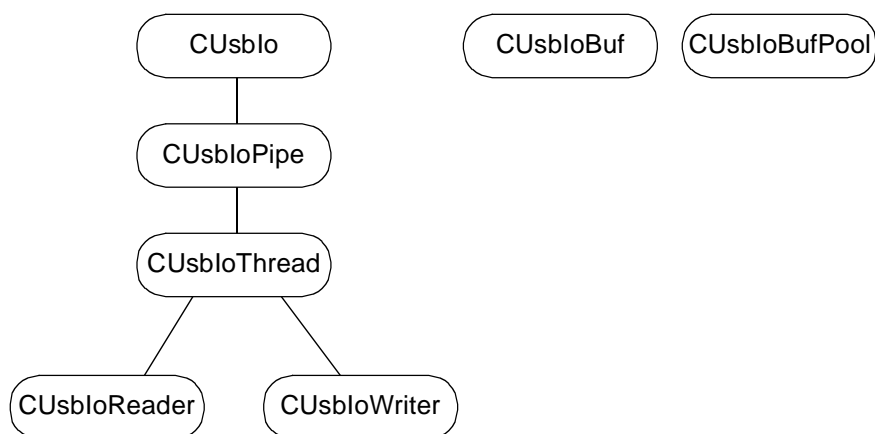 CUsbIo
CUsbIoBuf
CUsbIoBufPool
CUsbIoPipe
CUsbIoThread
CUsbIoReader
CUsbIoWriter